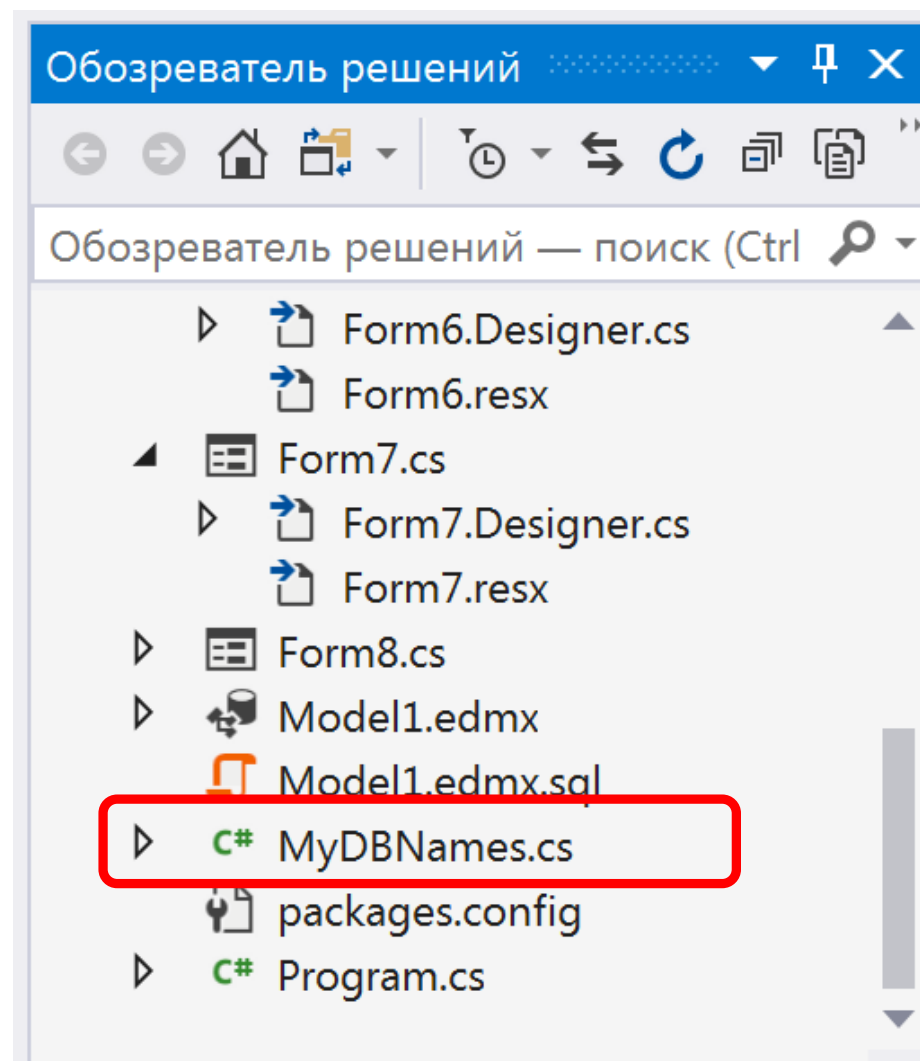 Обозреватель решений
Обозреватель решений — поиск (Ctrl
Form6.Designer.cs
Form6.resx
Form7.cs
Form7.Designer.cs
Form7.resx
Form8.cs
Model1.edmx
Model1.edmx.sql
C# MyDBNames.cs
packages.config
C# Program.cs